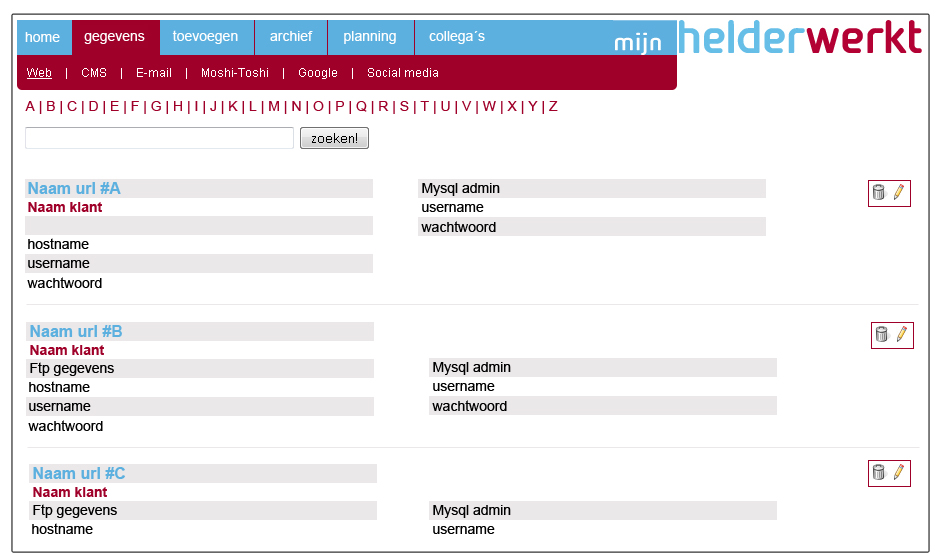 home gegevens toevoegen archief planning collega´s mijn helderwerkt
Web | CMS | E-mail | Moshi-Toshi | Google | Social media
A | B | C | D | E | F | G | H | I | J | K | L | M | N | O | P | Q | R | S | T | U | V | W | X | Y | Z
zoeken!
Naam url #A
Naam klant
hostname
username
wachtwoord
Mysql admin
username
wachtwoord
Naam url #B
Naam klant
Ftp gegevens
hostname
username
wachtwoord
Mysql admin
username
wachtwoord
Naam url #C
Naam klant
Ftp gegevens
hostname
Mysql admin
username